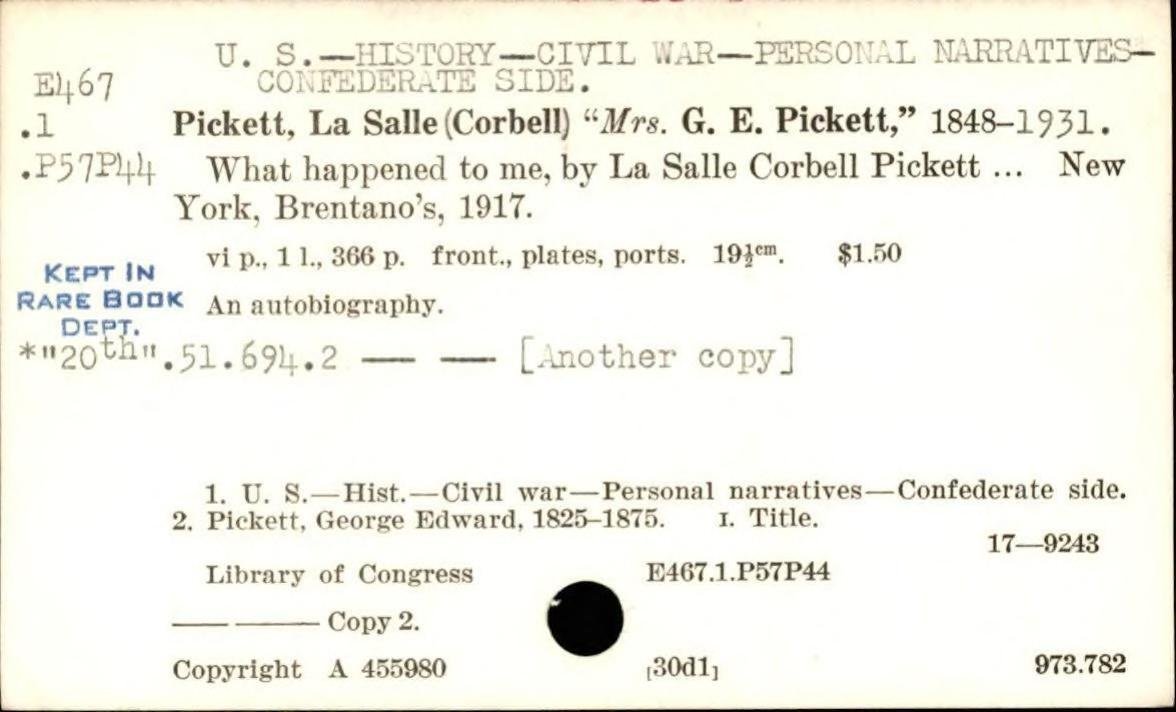 U. S.—HISTORY—CIVIL WAR—PERSONAL NARRATIVES—
CONFEDERATE SIDE.
E467
.1
.P57P44
Pickett, La Salle (Corbell) “Mrs. G. E. Pickett,” 1848–1931.
What happened to me, by La Salle Corbell Pickett ... New
York, Brentano's, 1917.
vi p., 1 l., 366 p. front., plates, ports. 19½cm. $1.50
KEPT IN
RARE BOOK
DEPT.
An autobiography.
*"20th".51.694.2 — — [Another copy]
1. U. S.—Hist.—Civil war—Personal narratives—Confederate side.
2. Pickett, George Edward, 1825–1875. I. Title.
17—9243
Library of Congress E467.1.P57P44
—— ——— Copy 2.
Copyright A 455980 [30d1] 973.782